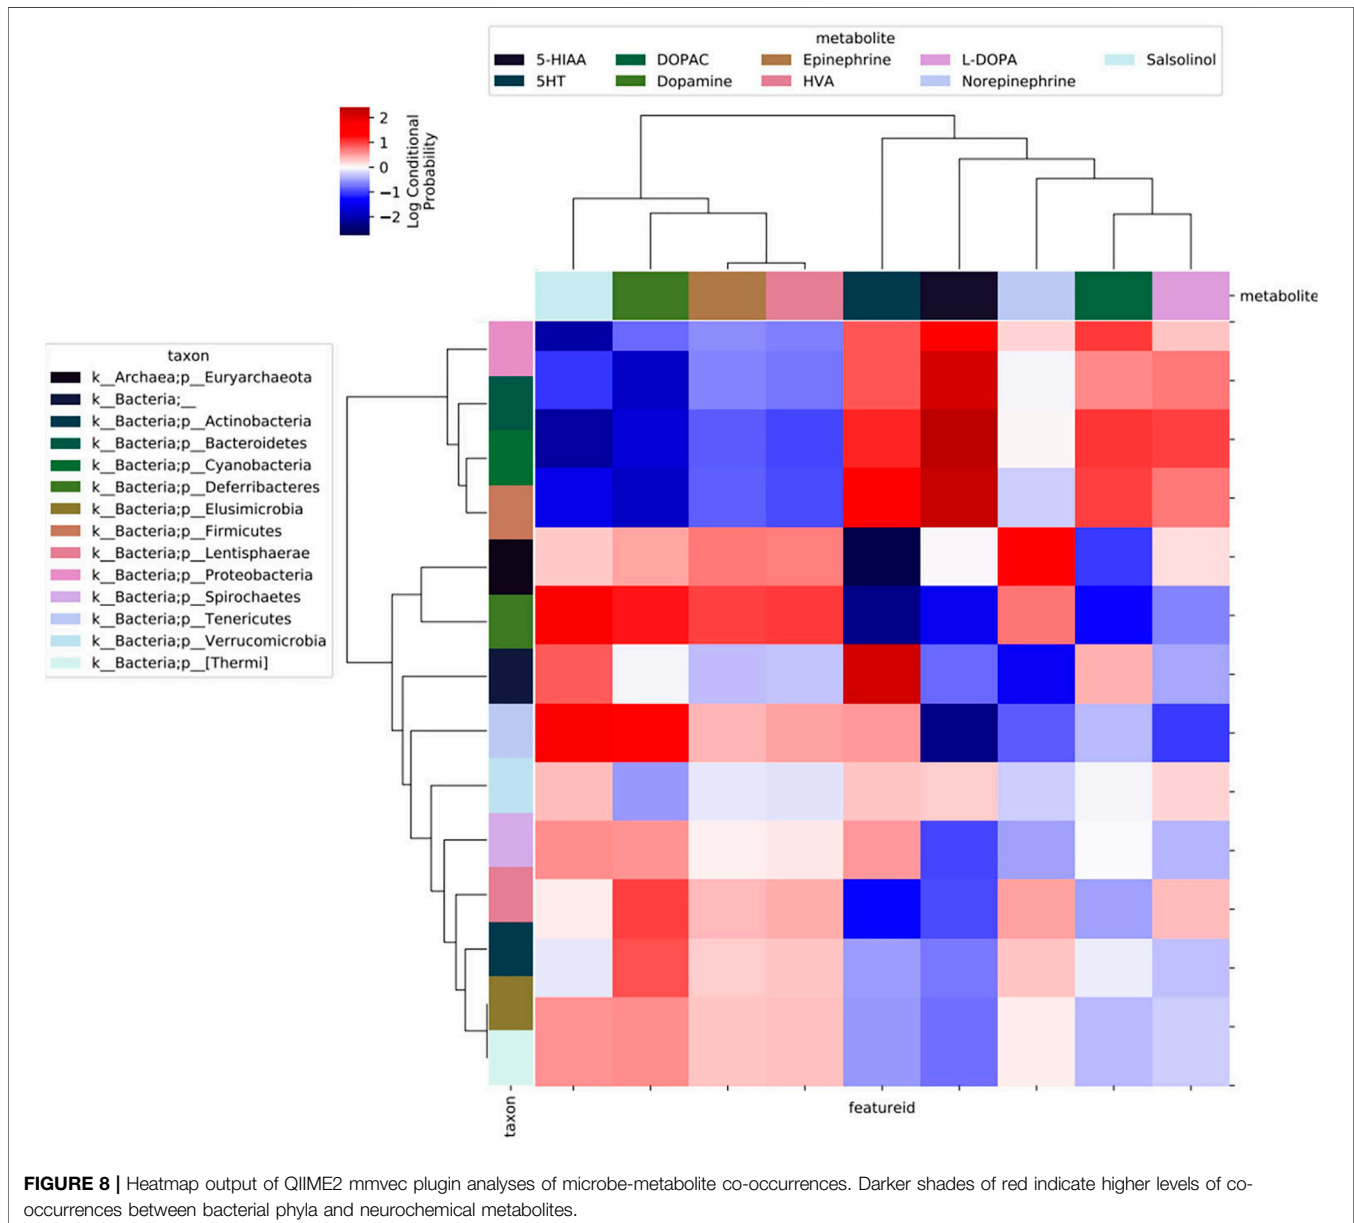 metabolite
5-HIAA
DOPAC
Epinephrine
L-DOPA
Salsolinol
5HT
Dopamine
HVA
Norepinephrine
2
1
0
−1
−2
Log Conditional
Probability
metabolite
taxon
k__Archaea;p__Euryarchaeota
k__Bacteria;__
k__Bacteria;p__Actinobacteria
k__Bacteria;p__Bacteroidetes
k__Bacteria;p__Cyanobacteria
k__Bacteria;p__Deferribacteres
k__Bacteria;p__Elusimicrobia
k__Bacteria;p__Firmicutes
k__Bacteria;p__Lentisphaerae
k__Bacteria;p__Proteobacteria
k__Bacteria;p__Spirochaetes
k__Bacteria;p__Tenericutes
k__Bacteria;p__Verrucomicrobia
k__Bacteria;p__[Thermi]
taxon
featureid
FIGURE 8 | Heatmap output of QIIME2 mmvec plugin analyses of microbe-metabolite co-occurrences. Darker shades of red indicate higher levels of co-
occurrences between bacterial phyla and neurochemical metabolites.